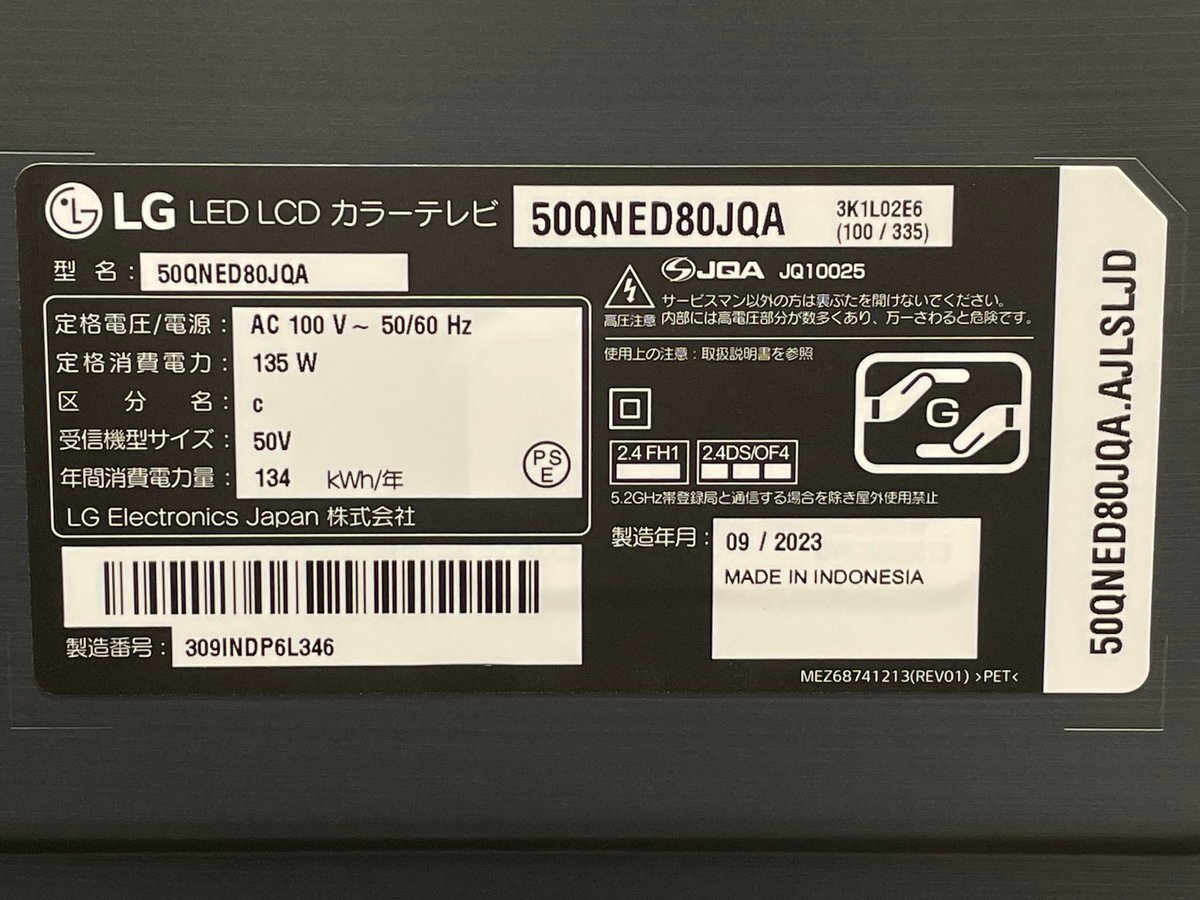 LG LED LCD カラーテレビ 50QNED80JQA 3K1L02E6
(100 / 335)
型 名 : 50QNED80JQA
定格電圧/電源 : AC 100 V~ 50/60 Hz
定格消費電力 : 135 W
区 分 名 : c
受信機型サイズ : 50V
年間消費電力量 : 134 kWh/年
PS
E
LG Electronics Japan 株式会社
製造番号 : 309INDP6L346
JQA JQ10025
サービスマン以外の方は裏ぶたを開けないでください。
高圧注意 内部には高電圧部分が数多くあり、万一さわると危険です。
使用上の注意 : 取扱説明書を参照
G
2.4 FH1 2.4DS/OF4
5.2GHz帯登録局と通信する場合を除き屋外使用禁止
製造年月 : 09 / 2023
MADE IN INDONESIA
MEZ68741213(REV01) >PET<
50QNED80JQA.AJLSLJD